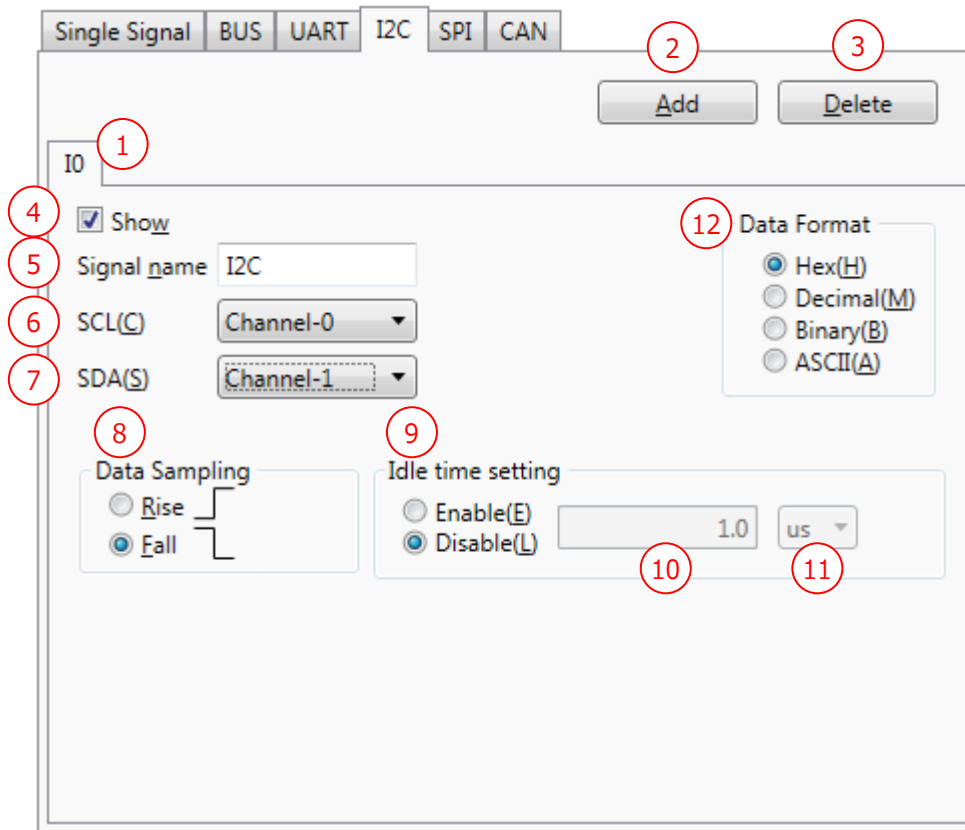 Single Signal BUS UART I2C SPI CAN
2 3
Add Delete
1
I0
4 Show
5 Signal name I2C
6 SCL(C) Channel-0
7 SDA(S) Channel-1
12 Data Format
Hex(H)
Decimal(M)
Binary(B)
ASCII(A)
8
Data Sampling
Rise
Fall
9
Idle time setting
Enable(E)
Disable(L)
1.0 us
10 11